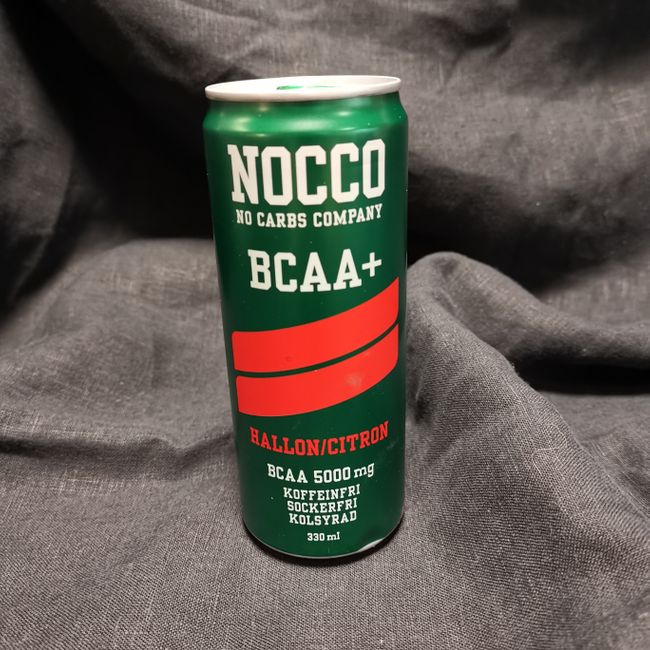 NOCCO
NO CARBS COMPANY
BCAA+
HALLON/CITRON
BCAA 5000 mg
KOFFEINFRI
SOCKERFRI
KOLSYRAD
330 ml